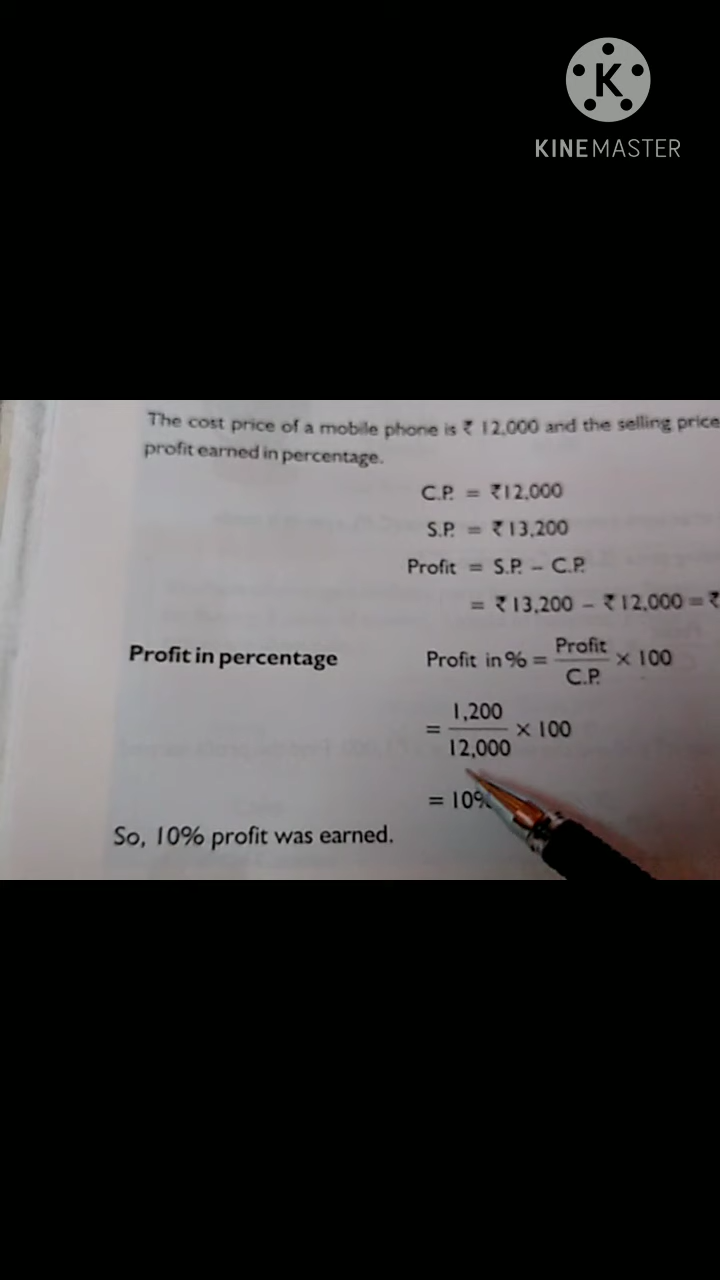 K
KINEMASTER
The cost price of a mobile phone is ₹ 12,000 and the selling price
profit earned in percentage.
C.P. = ₹12,000
S.P. = ₹ 13,200
Profit = S.P. – C.P.
= ₹ 13,200 – ₹ 12,000 = ₹
Profit in percentage
Profit in % = Profit / C.P. × 100
= 1,200 / 12,000 × 100
= 10%
So, 10% profit was earned.